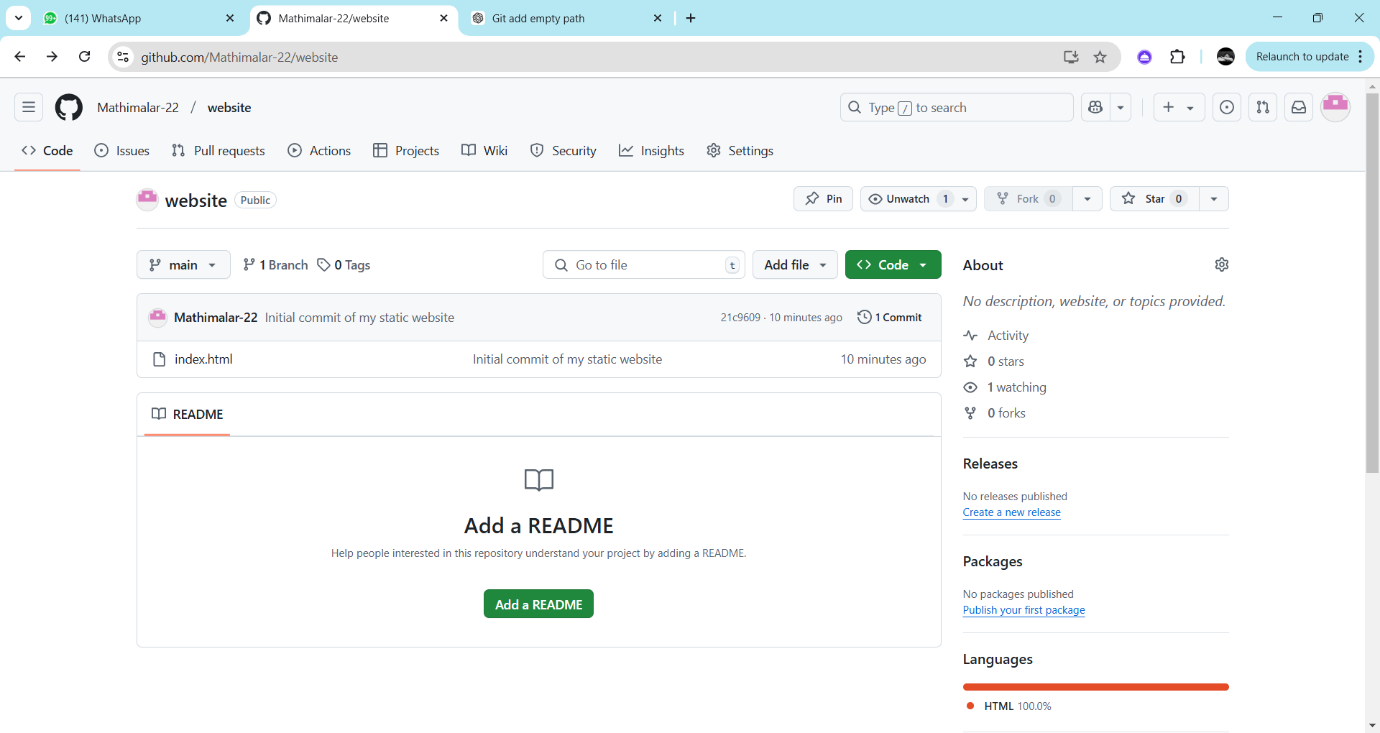 (141) WhatsApp
Mathimalar-22/website
Git add empty path
99+
github.com/Mathimalar-22/website
Relaunch to update
Mathimalar-22 / website
Type / to search
Code
Issues
Pull requests
Actions
Projects
Wiki
Security
Insights
Settings
website
Public
Pin
Unwatch 1
Fork 0
Star 0
main
1 Branch
0 Tags
Go to file
t
Add file
Code
Mathimalar-22 Initial commit of my static website
21c9609 · 10 minutes ago
1 Commit
index.html
Initial commit of my static website
10 minutes ago
README
Add a README
Help people interested in this repository understand your project by adding a README.
Add a README
About
No description, website, or topics provided.
Activity
0 stars
1 watching
0 forks
Releases
No releases published
Create a new release
Packages
No packages published
Publish your first package
Languages
HTML 100.0%